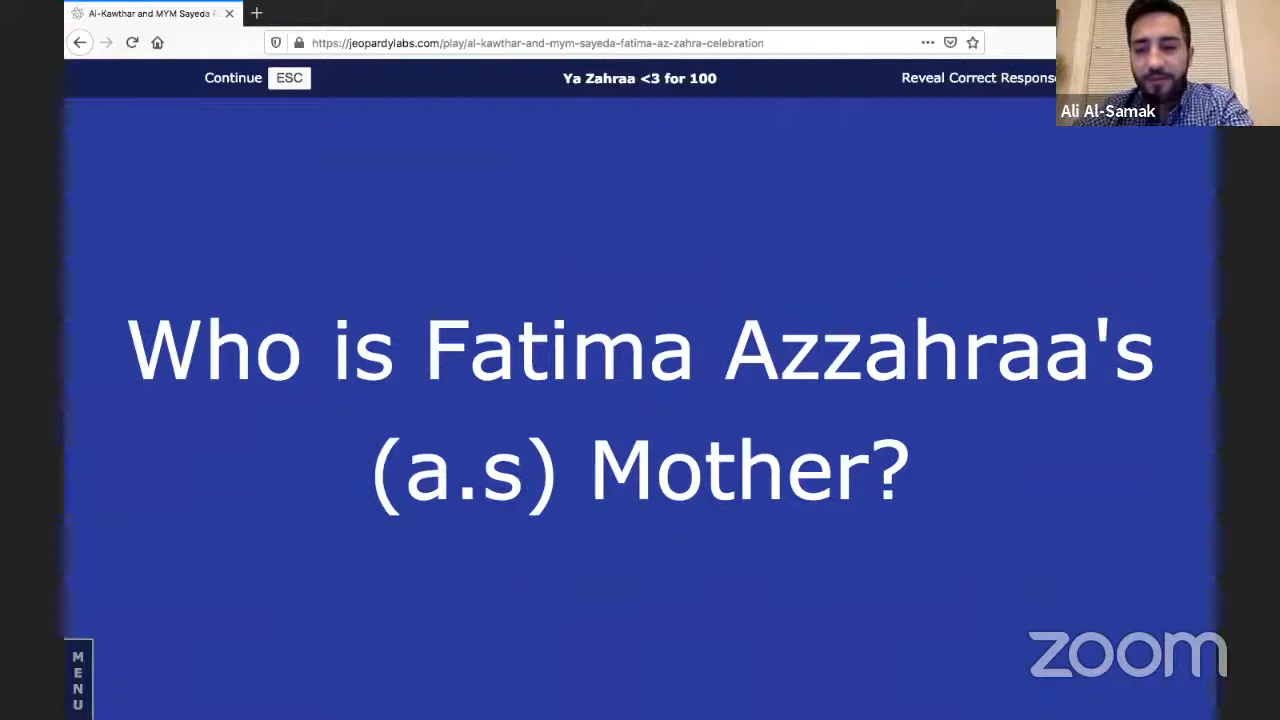 Al-Kawthar and MYM Sayeda
https://jeopardylabs.com/play/al-kawthar-and-mym-sayeda-fatima-az-zahra-celebration
Continue ESC
Ya Zahraa <3 for 100
Reveal Correct Respons
Ali Al-Samak
Who is Fatima Azzahraa's
(a.s) Mother?
MENU
zoom